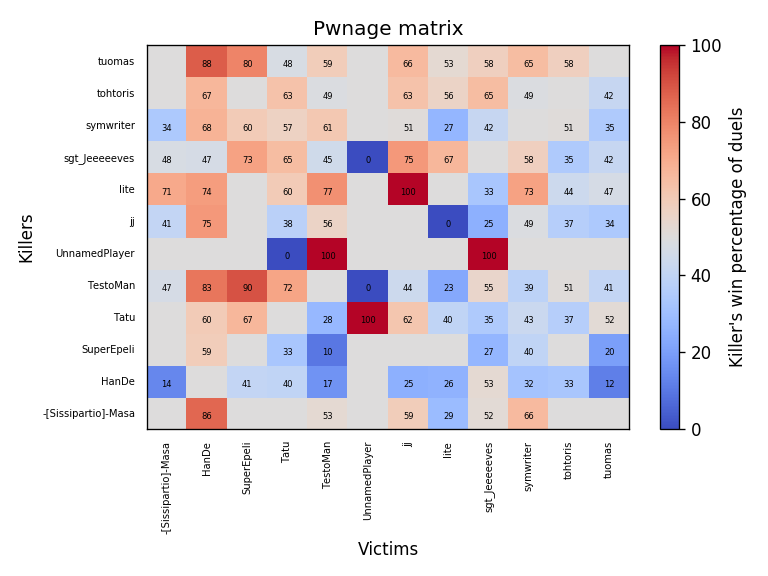 Pwnage matrix
tuomas 88 80 48 59 66 53 58 65 58
tohtoris 67 63 49 63 56 65 49 42
symwriter 34 68 60 57 61 51 27 42 51 35
sgt_Jeeeeeves 48 47 73 65 45 0 75 67 58 35 42
lite 71 74 60 77 100 33 73 44 47
jj 41 75 38 56 0 25 49 37 34
UnnamedPlayer 0 100 100
TestoMan 47 83 90 72 0 44 23 55 39 51 41
Tatu 60 67 28 100 62 40 35 43 37 52
SuperEpeli 59 33 10 27 40 20
HanDe 14 41 40 17 25 26 53 32 33 12
-[Sissipartio]-Masa 86 53 59 29 52 66
Killers
-[Sissipartio]-Masa
HanDe
SuperEpeli
Tatu
TestoMan
UnnamedPlayer
jj
lite
sgt_Jeeeeeves
symwriter
tohtoris
tuomas
Victims
100
80
60
40
20
0
Killer's win percentage of duels